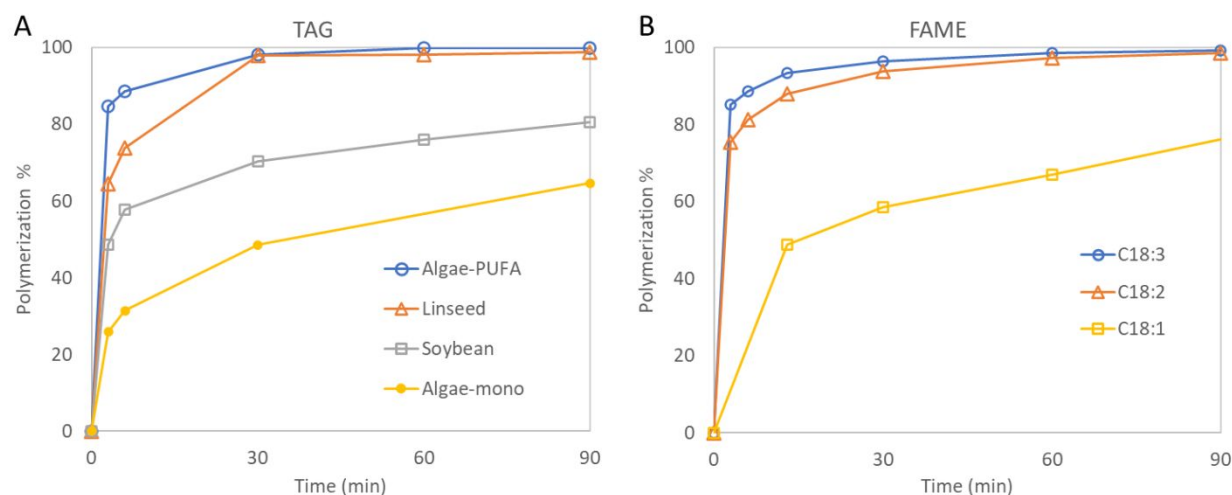 A
TAG
100
80
60
40
20
0
Polymerization %
0 30 60 90
Time (min)
Algae-PUFA
Linseed
Soybean
Algae-mono
B
FAME
100
80
60
40
20
0
Polymerization %
0 30 60 90
Time (min)
C18:3
C18:2
C18:1